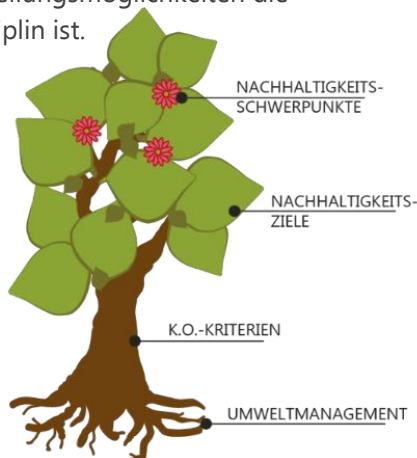 plin ist.
NACHHALTIGKEITS-
SCHWERPUNKTE
NACHHALTIGKEITS-
ZIELE
K.O.-KRITERIEN
UMWELTMANAGEMENT